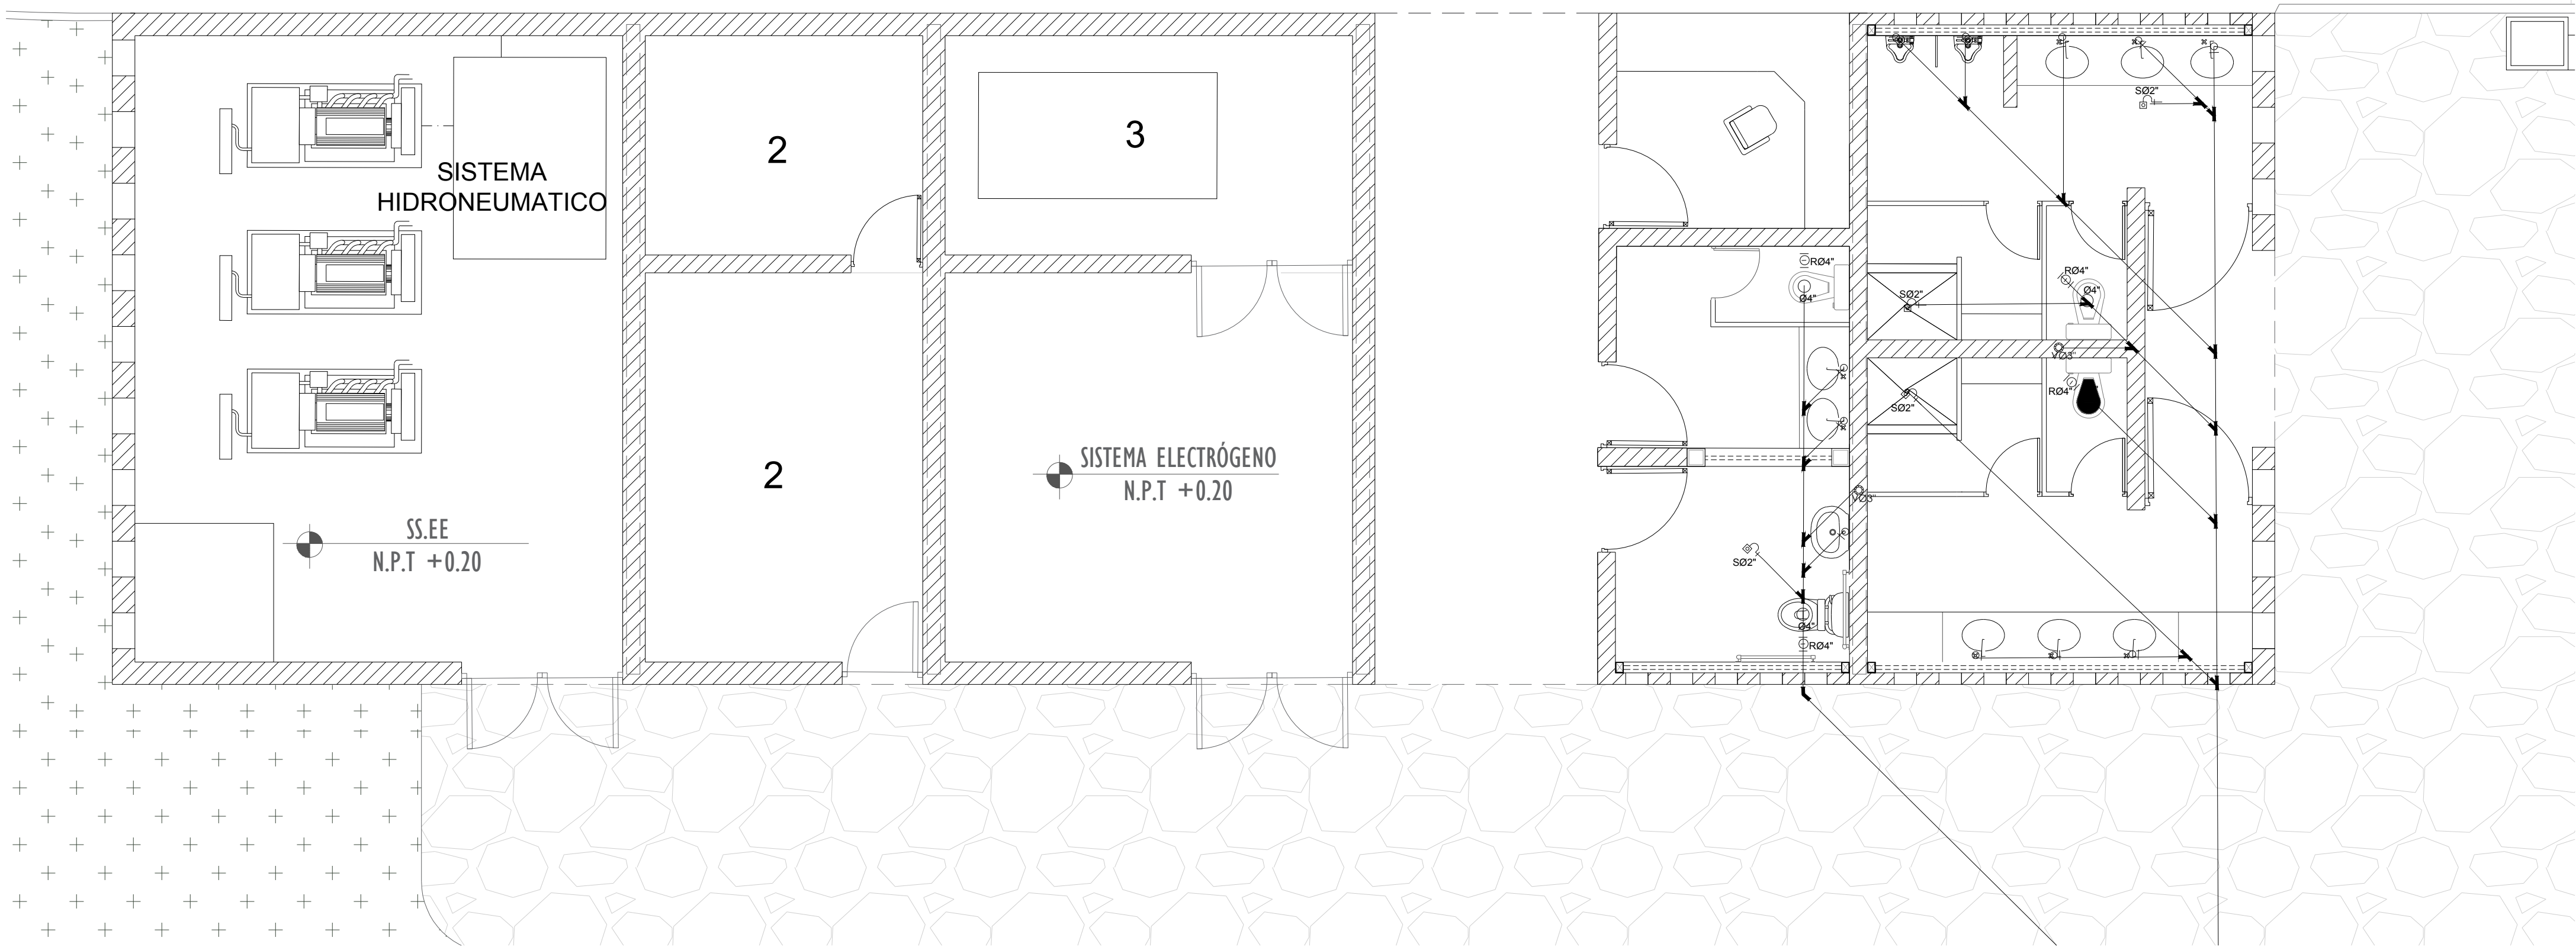 SISTEMA
HIDRONEUMATICO
2
3
2
SISTEMA ELECTRÓGENO
N.P.T +0.20
SS.EE
N.P.T +0.20
SØ2"
RØ4"
Ø4"
RØ4"
Ø4"
SØ2"
VØ3"
RØ4"
SØ2"
VØ3"
SØ2"
Ø4"
RØ4"